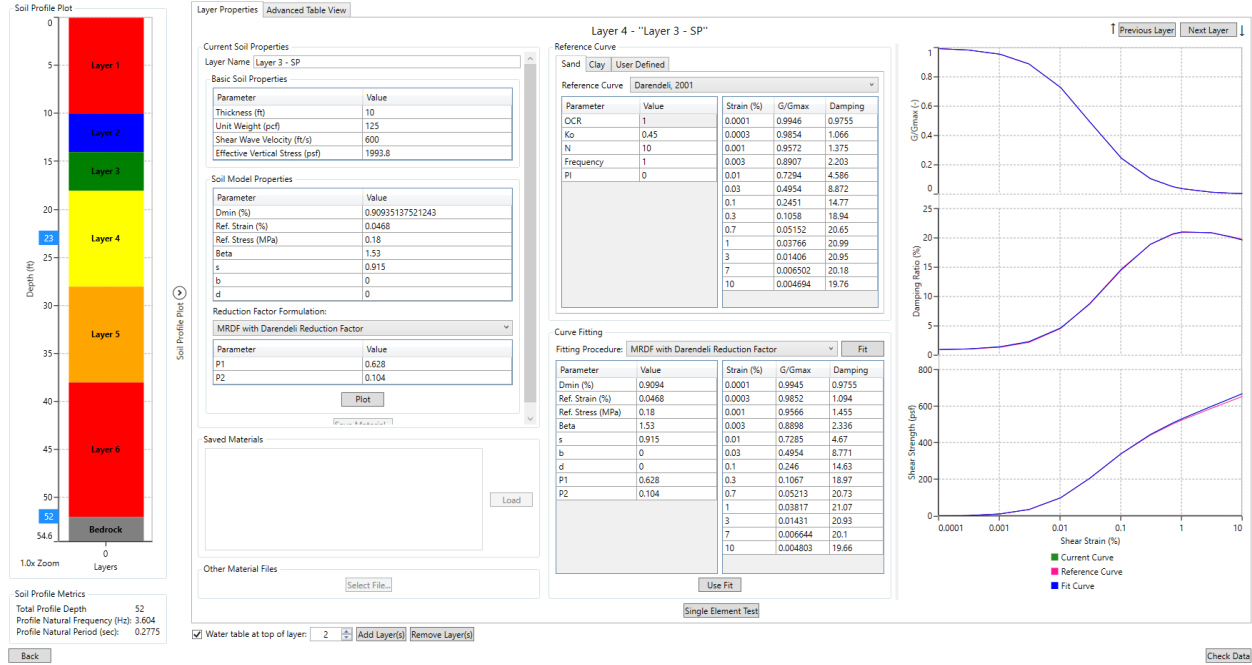 Soil Profile Plot
0
5
10
15
20
23
25
30
35
40
45
50
52
54.6
Depth (ft)
Layer 1
Layer 2
Layer 3
Layer 4
Layer 5
Layer 6
Bedrock
0
1.0x Zoom
Layers
Soil Profile Metrics
Total Profile Depth 52
Profile Natural Frequency (Hz): 3.604
Profile Natural Period (sec): 0.2775
Back
Soil Profile Plot
Layer Properties Advanced Table View
Layer 4 - "Layer 3 - SP"
↑ Previous Layer Next Layer ↓
Current Soil Properties
Layer Name Layer 3 - SP
Basic Soil Properties
Parameter Value
Thickness (ft) 10
Unit Weight (pcf) 125
Shear Wave Velocity (ft/s) 600
Effective Vertical Stress (psf) 1993.8
Soil Model Properties
Parameter Value
Dmin (%) 0.90935137521243
Ref. Strain (%) 0.0468
Ref. Stress (MPa) 0.18
Beta 1.53
s 0.915
b 0
d 0
Reduction Factor Formulation:
MRDF with Darendeli Reduction Factor
Parameter Value
P1 0.628
P2 0.104
Plot
Save Material
Saved Materials
Load
Other Material Files
Select File...
Water table at top of layer: 2 Add Layer(s) Remove Layer(s)
Reference Curve
Sand Clay User Defined
Reference Curve Darendeli, 2001
Parameter Value
OCR 1
Ko 0.45
N 10
Frequency 1
PI 0
Strain (%) G/Gmax Damping
0.0001 0.9946 0.9755
0.0003 0.9854 1.066
0.001 0.9572 1.375
0.003 0.8907 2.203
0.01 0.7294 4.586
0.03 0.4954 8.872
0.1 0.2451 14.77
0.3 0.1058 18.94
0.7 0.05152 20.65
1 0.03766 20.99
3 0.01406 20.95
7 0.006502 20.18
10 0.004694 19.76
Curve Fitting
Fitting Procedure: MRDF with Darendeli Reduction Factor Fit
Parameter Value
Dmin (%) 0.9094
Ref. Strain (%) 0.0468
Ref. Stress (MPa) 0.18
Beta 1.53
s 0.915
b 0
d 0
P1 0.628
P2 0.104
Strain (%) G/Gmax Damping
0.0001 0.9945 0.9755
0.0003 0.9852 1.094
0.001 0.9566 1.455
0.003 0.8898 2.336
0.01 0.7285 4.67
0.03 0.4954 8.771
0.1 0.246 14.63
0.3 0.1067 18.97
0.7 0.05213 20.73
1 0.03817 21.07
3 0.01431 20.93
7 0.006644 20.1
10 0.004803 19.66
Use Fit
Single Element Test
G/Gmax (-)
1
0.8
0.6
0.4
0.2
0
Damping Ratio (%)
25
20
15
10
5
0
Shear Strength (psf)
800
600
400
200
0
0.0001 0.001 0.01 0.1 1 10
Shear Strain (%)
Current Curve
Reference Curve
Fit Curve
Check Data